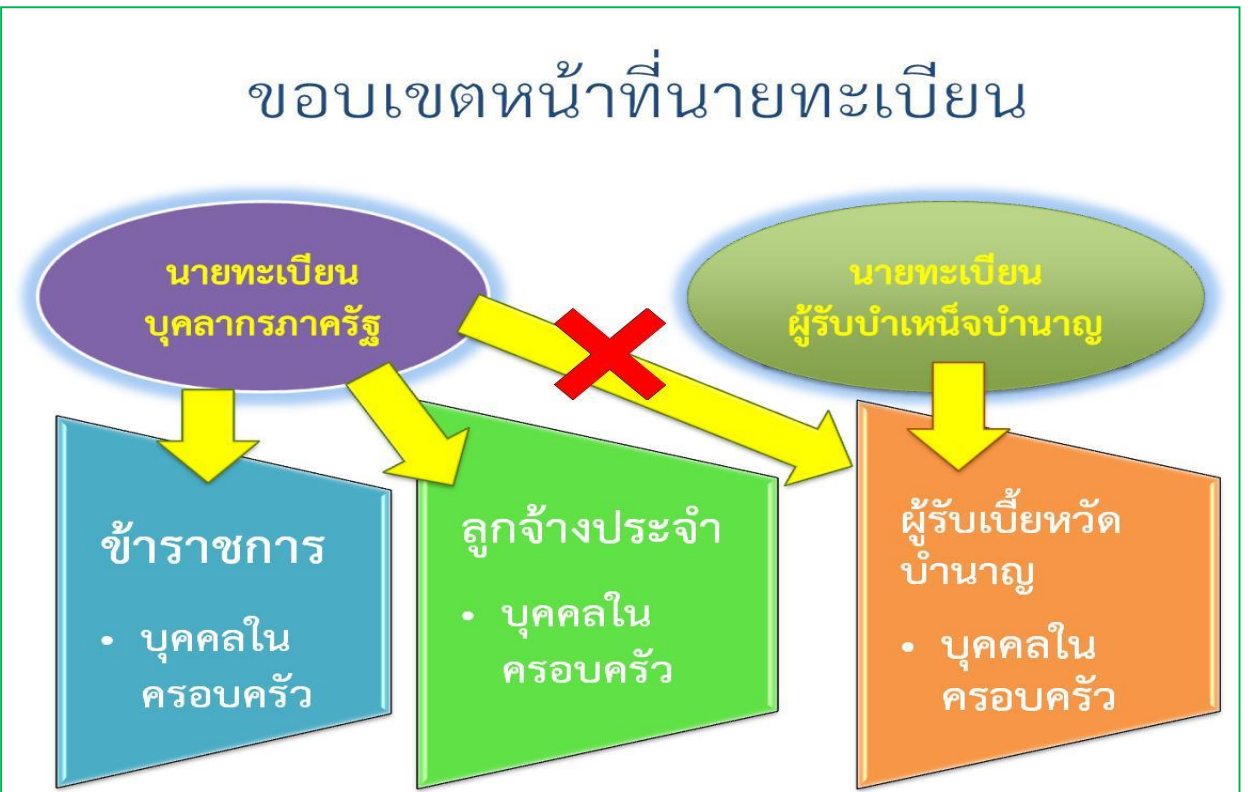 ขอบเขตหน้าที่นายทะเบียน
นายทะเบียน
บุคลากรภาครัฐ
นายทะเบียน
ผู้รับบำเหน็จบำนาญ
ข้าราชการ
• บุคคลใน
ครอบครัว
ลูกจ้างประจำ
• บุคคลใน
ครอบครัว
ผู้รับเบี้ยหวัด
บำนาญ
• บุคคลใน
ครอบครัว